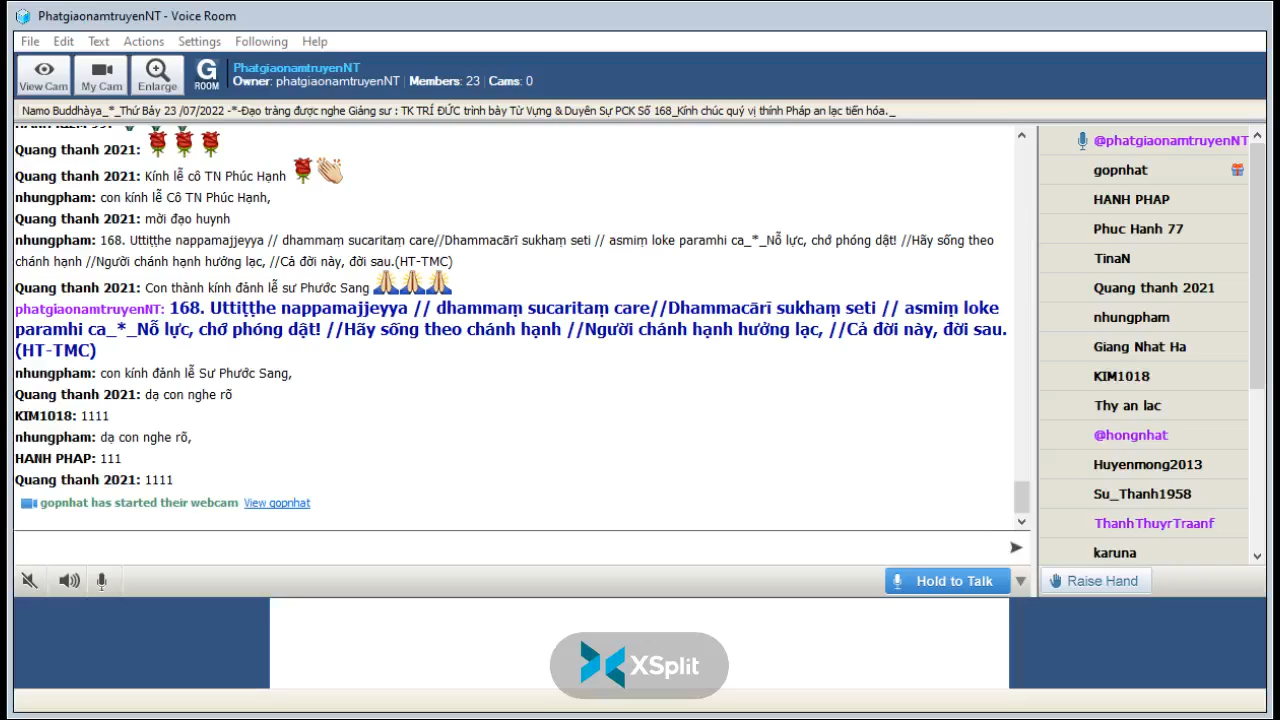 PhatgiaonamtruyenNT - Voice Room
File Edit Text Actions Settings Following Help
View Cam My Cam Enlarge G ROOM
PhatgiaonamtruyenNT
Owner: phatgiaonamtruyenNT | Members: 23 | Cams: 0
Namo Buddhàya_*_Thứ Bảy 23 /07/2022 -*-Đạo tràng được nghe Giảng sư : TK TRÍ ĐỨC trình bày Từ Vựng & Duyên Sự PCK Số 168_Kính chúc quý vị thính Pháp an lạc tiến hóa._
Quang thanh 2021:
Quang thanh 2021: Kính lễ cô TN Phúc Hạnh
nhungpham: con kính lễ Cô TN Phúc Hạnh,
Quang thanh 2021: mời đạo huynh
nhungpham: 168. Uttiṭṭhe nappamajjeyya // dhammaṃ sucaritaṃ care//Dhammacārī sukhaṃ seti // asmiṃ loke paramhi ca_*_Nỗ lực, chớ phóng dật! //Hãy sống theo
chánh hạnh //Người chánh hạnh hưởng lạc, //Cả đời này, đời sau.(HT-TMC)
Quang thanh 2021: Con thành kính đảnh lễ sư Phước Sang
phatgiaonamtruyenNT: 168. Uttiṭṭhe nappamajjeyya // dhammaṃ sucaritaṃ care//Dhammacārī sukhaṃ seti // asmiṃ loke
paramhi ca_*_Nỗ lực, chớ phóng dật! //Hãy sống theo chánh hạnh //Người chánh hạnh hưởng lạc, //Cả đời này, đời sau.
(HT-TMC)
nhungpham: con kính đảnh lễ Sư Phước Sang,
Quang thanh 2021: dạ con nghe rõ
KIM1018: 1111
nhungpham: dạ con nghe rõ,
HẠNH PHAP: 111
Quang thanh 2021: 1111
gopnhat has started their webcam View gopnhat
Hold to Talk
@phatgiaonamtruyenNT
gopnhat
HANH PHAP
Phuc Hanh 77
TinaN
Quang thanh 2021
nhungpham
Giang Nhat Ha
KIM1018
Thy an lac
@hongnhat
Huyenmong2013
Su_Thanh1958
ThanhThuyrTraanf
karuna
Raise Hand
XSplit